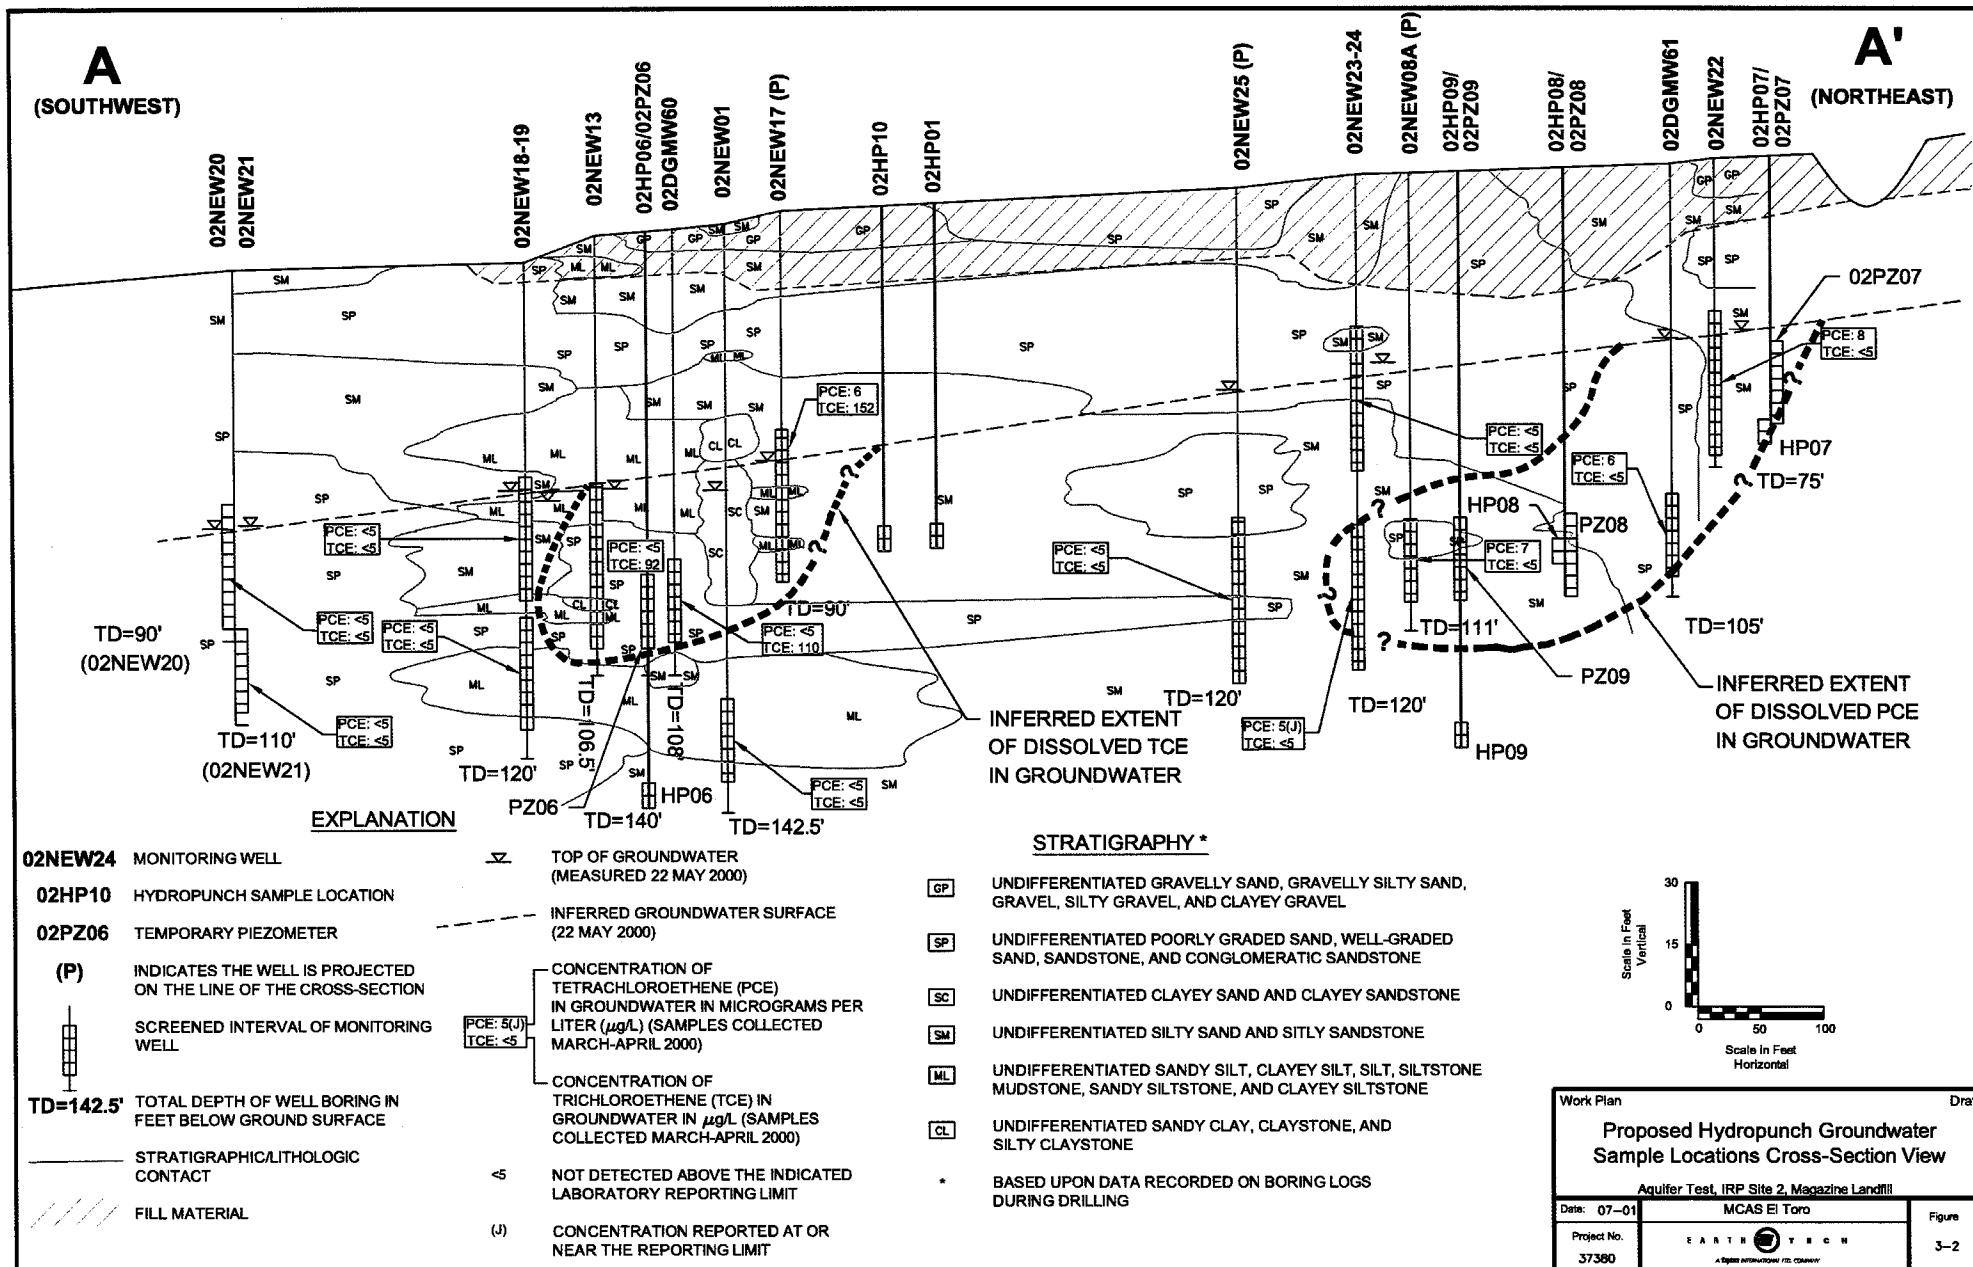 A
(SOUTHWEST)
A'
(NORTHEAST)
02NEW20
02NEW21
02NEW18-19
02NEW13
02HP06/02PZ06
02DGMW60
02NEW01
02NEW17 (P)
02HP10
02HP01
02NEW25 (P)
02NEW23-24
02NEW08A (P)
02HP09/
02PZ09
02HP08/
02PZ08
02DGMW61
02NEW22
02HP07/
02PZ07
02PZ07
PCE: 8
TCE: <5
PCE: 6
TCE: 152
PCE: <5
TCE: <5
HP07
TD=75'
PCE: 6
TCE: <5
HP08
PZ08
PCE: <5
TCE: <5
PCE: <5
TCE: 92
PCE: <5
TCE: <5
PCE: 7
TCE: <5
TD=90'
(02NEW20)
PCE: <5
TCE: <5
PCE: <5
TCE: <5
TD=90'
PCE: <5
TCE: 110
TD=111'
TD=105'
PZ09
PCE: <5
TCE: <5
TD=110'
(02NEW21)
TD=120'
TD=106.5'
TD=108'
TD=120'
TD=120'
PCE: 5(J)
TCE: <5
HP09
INFERRED EXTENT
OF DISSOLVED TCE
IN GROUNDWATER
INFERRED EXTENT
OF DISSOLVED PCE
IN GROUNDWATER
PZ06
HP06
TD=140'
TD=142.5'
PCE: <5
TCE: <5
EXPLANATION
02NEW24 MONITORING WELL
02HP10 HYDROPUNCH SAMPLE LOCATION
02PZ06 TEMPORARY PIEZOMETER
(P) INDICATES THE WELL IS PROJECTED
ON THE LINE OF THE CROSS-SECTION
SCREENED INTERVAL OF MONITORING
WELL
TD=142.5' TOTAL DEPTH OF WELL BORING IN
FEET BELOW GROUND SURFACE
STRATIGRAPHIC/LITHOLOGIC
CONTACT
FILL MATERIAL
TOP OF GROUNDWATER
(MEASURED 22 MAY 2000)
INFERRED GROUNDWATER SURFACE
(22 MAY 2000)
PCE: 5(J)
TCE: <5
CONCENTRATION OF
TETRACHLOROETHENE (PCE)
IN GROUNDWATER IN MICROGRAMS PER
LITER (µg/L) (SAMPLES COLLECTED
MARCH-APRIL 2000)
CONCENTRATION OF
TRICHLOROETHENE (TCE) IN
GROUNDWATER IN µg/L (SAMPLES
COLLECTED MARCH-APRIL 2000)
<5 NOT DETECTED ABOVE THE INDICATED
LABORATORY REPORTING LIMIT
(J) CONCENTRATION REPORTED AT OR
NEAR THE REPORTING LIMIT
STRATIGRAPHY *
GP UNDIFFERENTIATED GRAVELLY SAND, GRAVELLY SILTY SAND,
GRAVEL, SILTY GRAVEL, AND CLAYEY GRAVEL
SP UNDIFFERENTIATED POORLY GRADED SAND, WELL-GRADED
SAND, SANDSTONE, AND CONGLOMERATIC SANDSTONE
SC UNDIFFERENTIATED CLAYEY SAND AND CLAYEY SANDSTONE
SM UNDIFFERENTIATED SILTY SAND AND SITLY SANDSTONE
ML UNDIFFERENTIATED SANDY SILT, CLAYEY SILT, SILT, SILTSTONE
MUDSTONE, SANDY SILTSTONE, AND CLAYEY SILTSTONE
CL UNDIFFERENTIATED SANDY CLAY, CLAYSTONE, AND
SILTY CLAYSTONE
* BASED UPON DATA RECORDED ON BORING LOGS
DURING DRILLING
30
15
0
Scale in Feet
Vertical
0 50 100
Scale in Feet
Horizontal
Work Plan Dra
Proposed Hydropunch Groundwater
Sample Locations Cross-Section View
Aquifer Test, IRP Site 2, Magazine Landfill
Date: 07-01
MCAS El Toro
Project No.
37380
EARTH TECH
A tyco INTERNATIONAL LTD. COMPANY
Figure
3-2